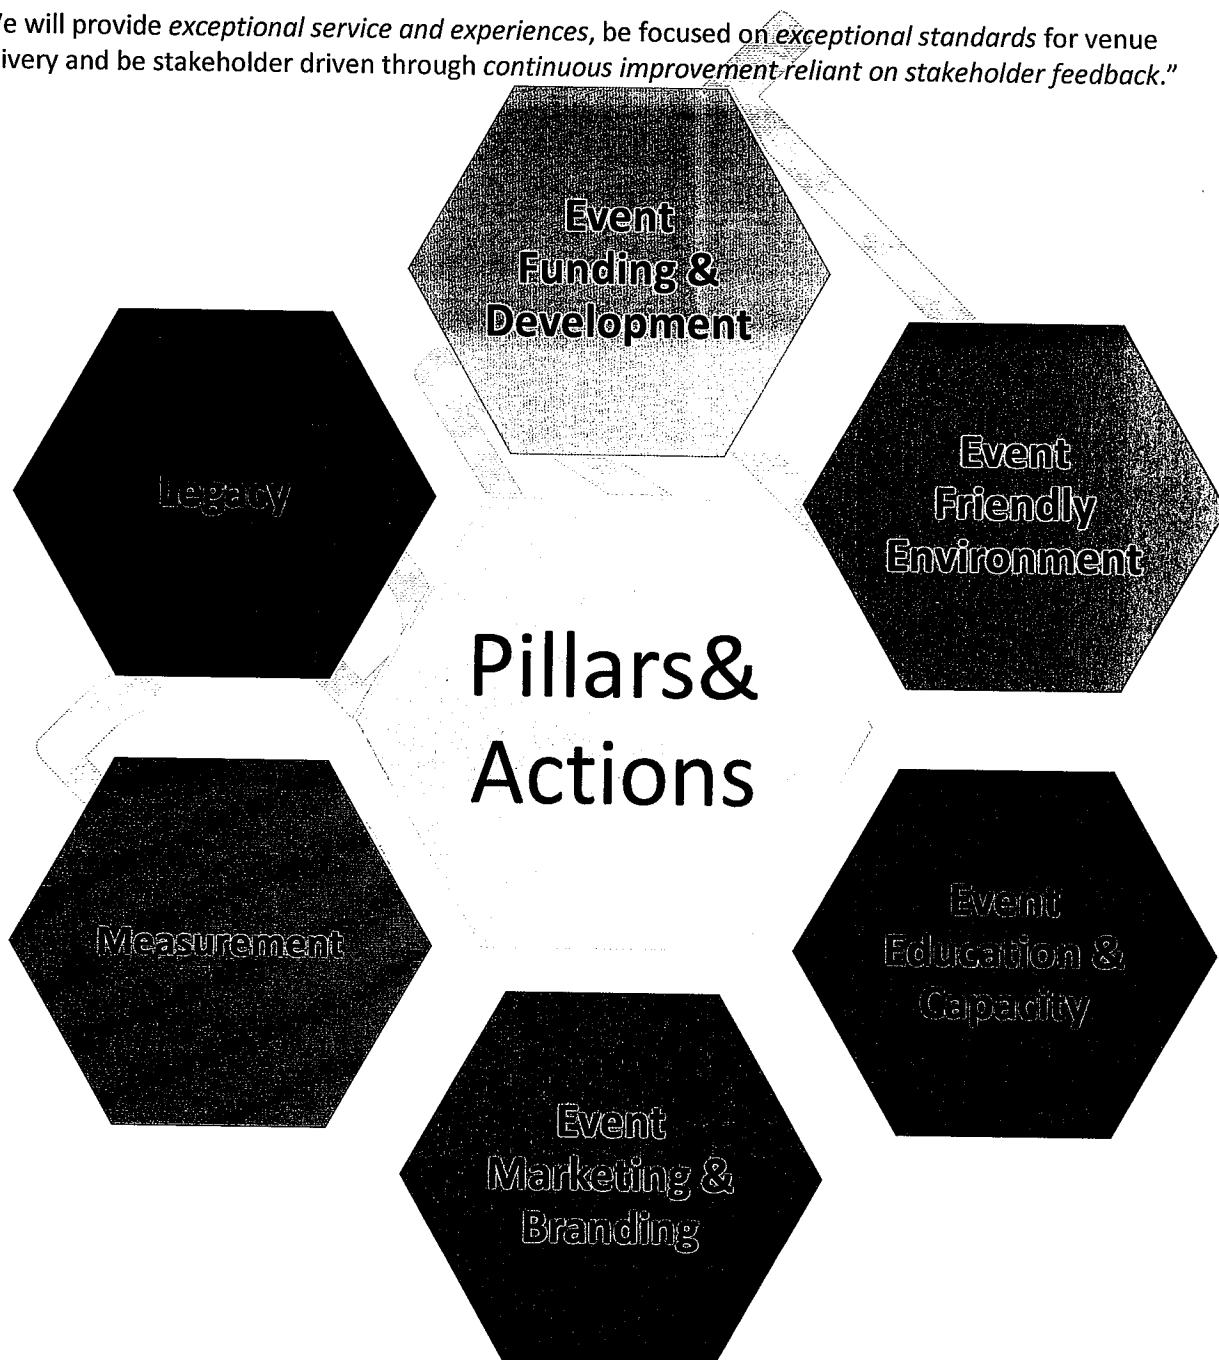 e will provide exceptional service and experiences, be focused on exceptional standards for venue
ivery and be stakeholder driven through continuous improvement reliant on stakeholder feedback.”
Event
Funding &
Development
Event
Friendly
Environment
Legacy
Pillars&
Actions
Event
Education &
Capacity
Measurement
Event
Marketing &
Branding